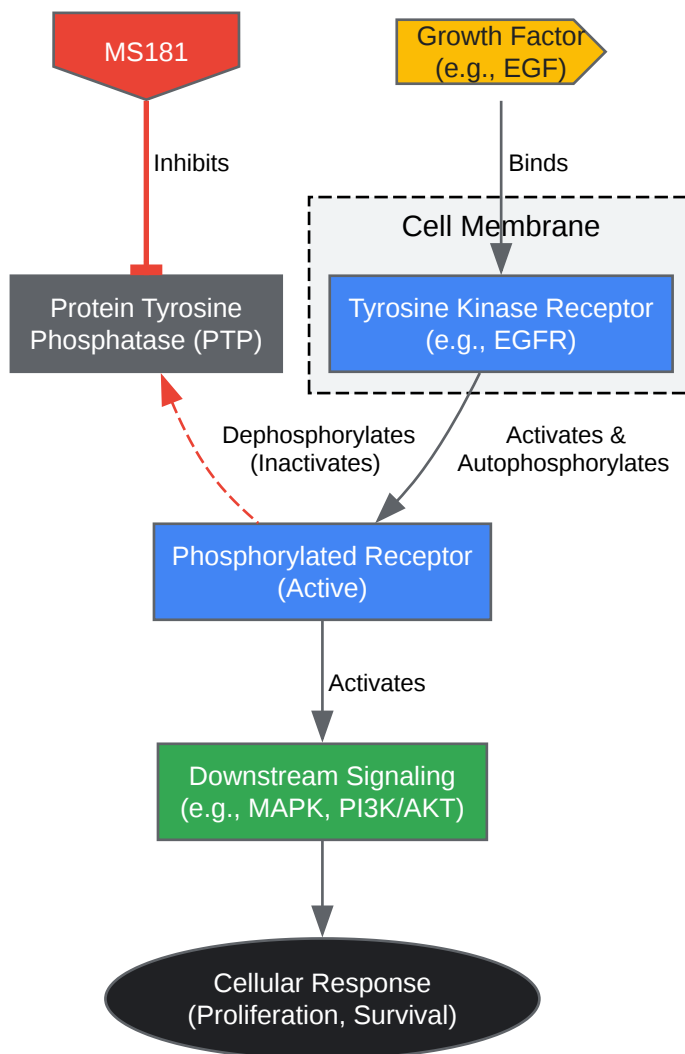 MS181
Growth Factor
(e.g., EGF)
Inhibits
Binds
Cell Membrane
Protein Tyrosine
Phosphatase (PTP)
Tyrosine Kinase Receptor
(e.g., EGFR)
Dephosphorylates
(Inactivates)
Activates &
Autophosphorylates
Phosphorylated Receptor
(Active)
Activates
Downstream Signaling
(e.g., MAPK, PI3K/AKT)
Cellular Response
(Proliferation, Survival)